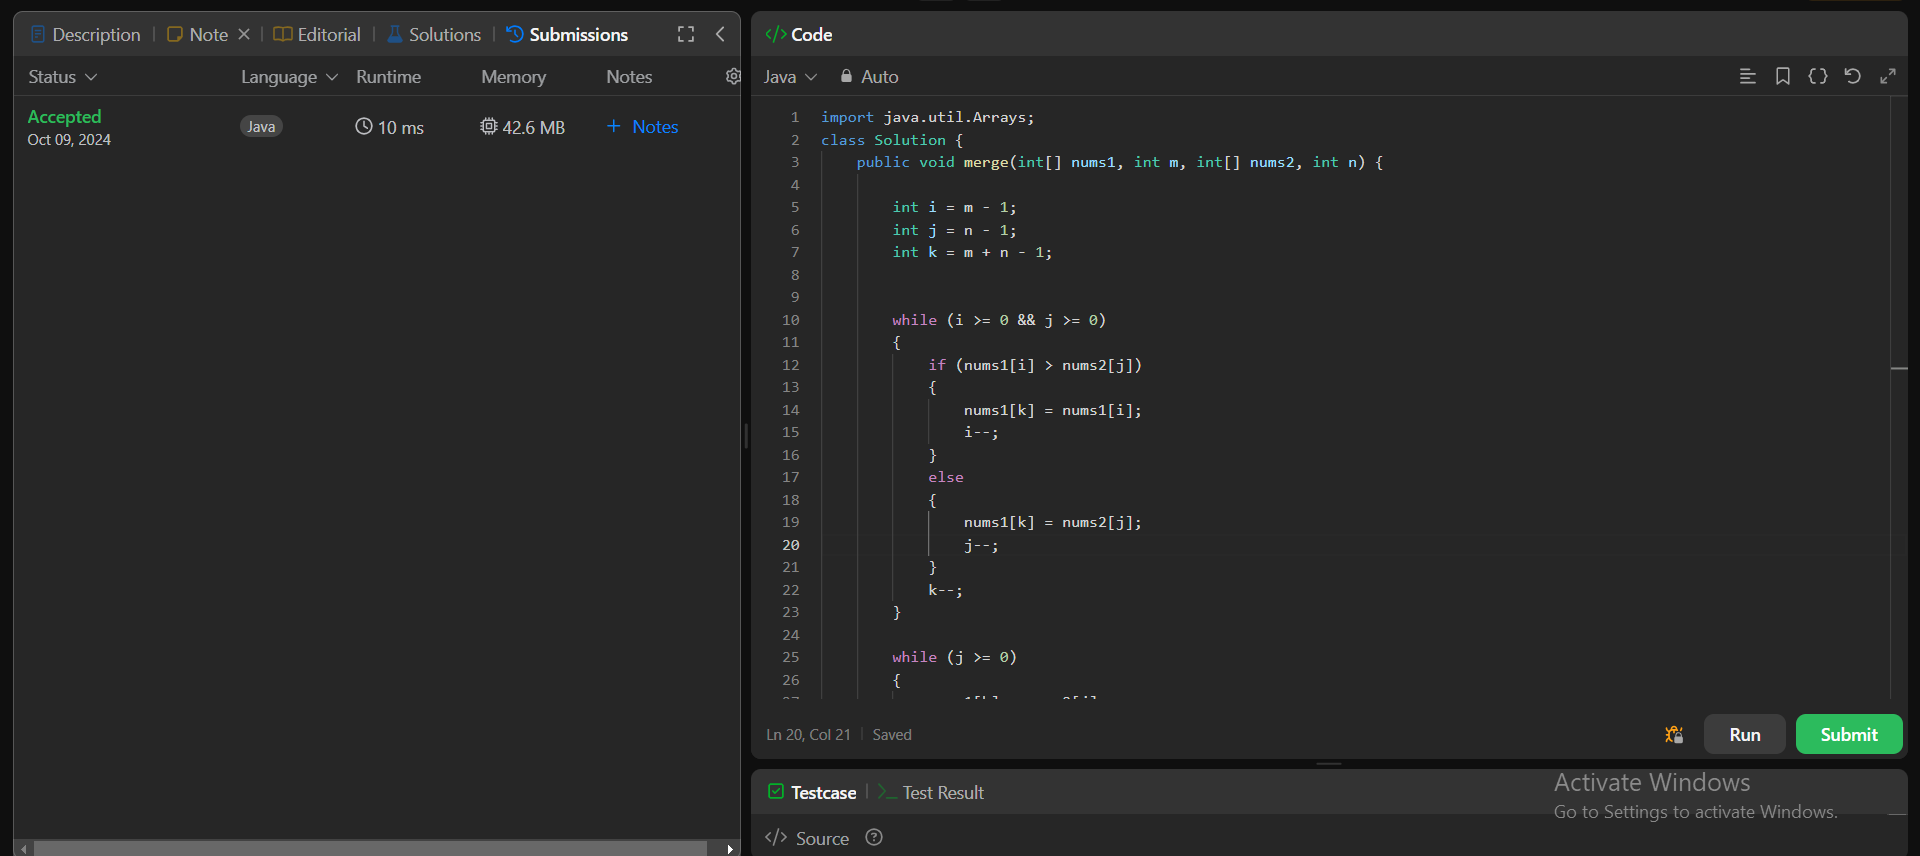 Description | Note × | Editorial | Solutions | Submissions
Status Language Runtime Memory Notes
Accepted
Oct 09, 2024
Java 10 ms 42.6 MB + Notes
</> Code
Java Auto
1 import java.util.Arrays;
2 class Solution {
3 public void merge(int[] nums1, int m, int[] nums2, int n) {
4
5 int i = m - 1;
6 int j = n - 1;
7 int k = m + n - 1;
8
9
10 while (i >= 0 && j >= 0)
11 {
12 if (nums1[i] > nums2[j])
13 {
14 nums1[k] = nums1[i];
15 i--;
16 }
17 else
18 {
19 nums1[k] = nums2[j];
20 j--;
21 }
22 k--;
23 }
24
25 while (j >= 0)
26 {
Ln 20, Col 21 | Saved
Run Submit
Testcase | >_ Test Result
</> Source ?
Activate Windows
Go to Settings to activate Windows.